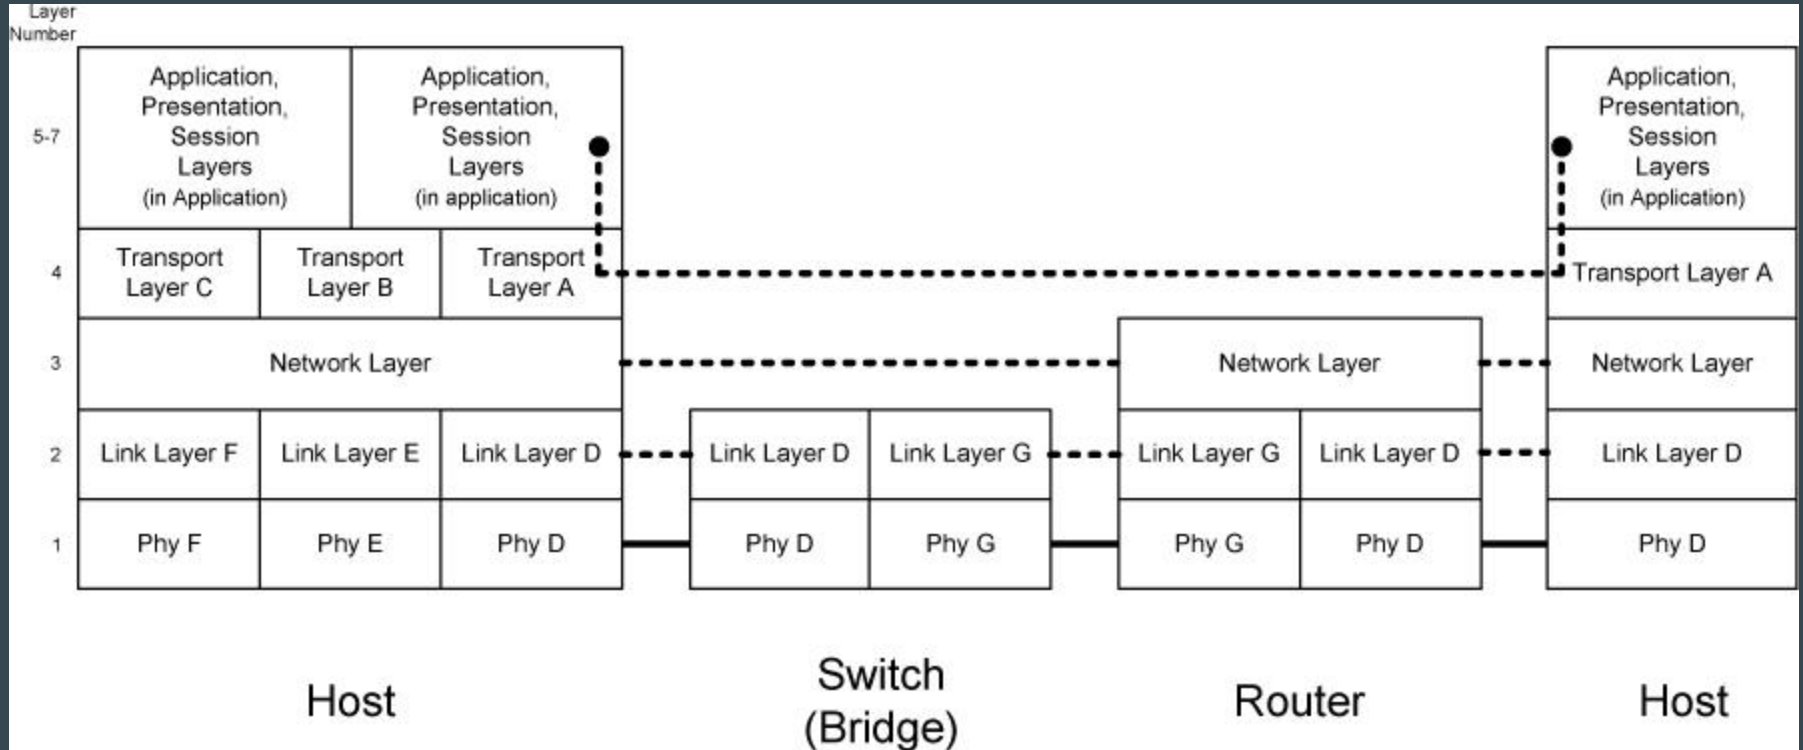 Layer
Number
5-7
Application,
Presentation,
Session
Layers
(in Application)
Application,
Presentation,
Session
Layers
(in application)
Application,
Presentation,
Session
Layers
(in Application)
4
Transport
Layer C
Transport
Layer B
Transport
Layer A
Transport Layer A
3
Network Layer
Network Layer
Network Layer
2
Link Layer F
Link Layer E
Link Layer D
Link Layer D
Link Layer G
Link Layer G
Link Layer D
Link Layer D
1
Phy F
Phy E
Phy D
Phy D
Phy G
Phy G
Phy D
Phy D
Host
Switch
(Bridge)
Router
Host